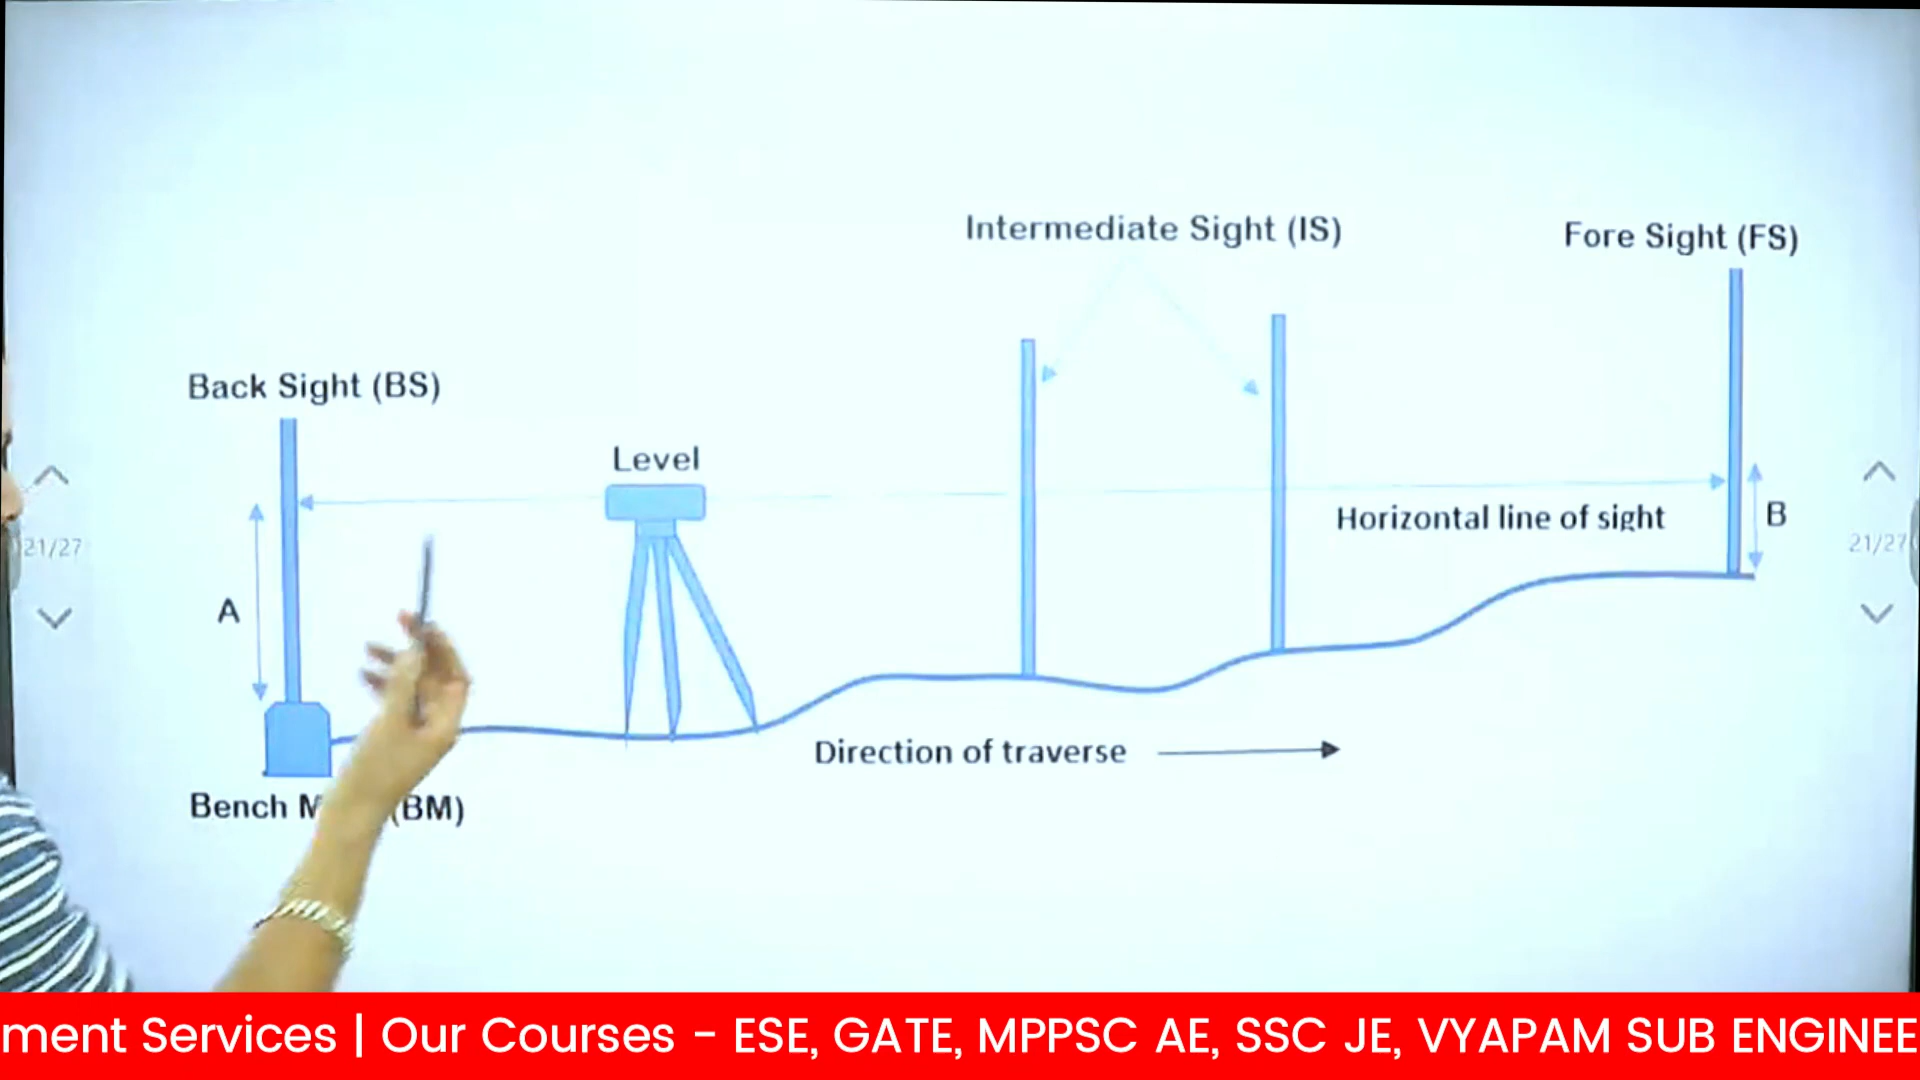 Intermediate Sight (IS)
Fore Sight (FS)
Back Sight (BS)
Level
Horizontal line of sight
B
A
21/27
21/27
Direction of traverse
Bench M (BM)
ment Services | Our Courses - ESE, GATE, MPPSC AE, SSC JE, VYAPAM SUB ENGINEE